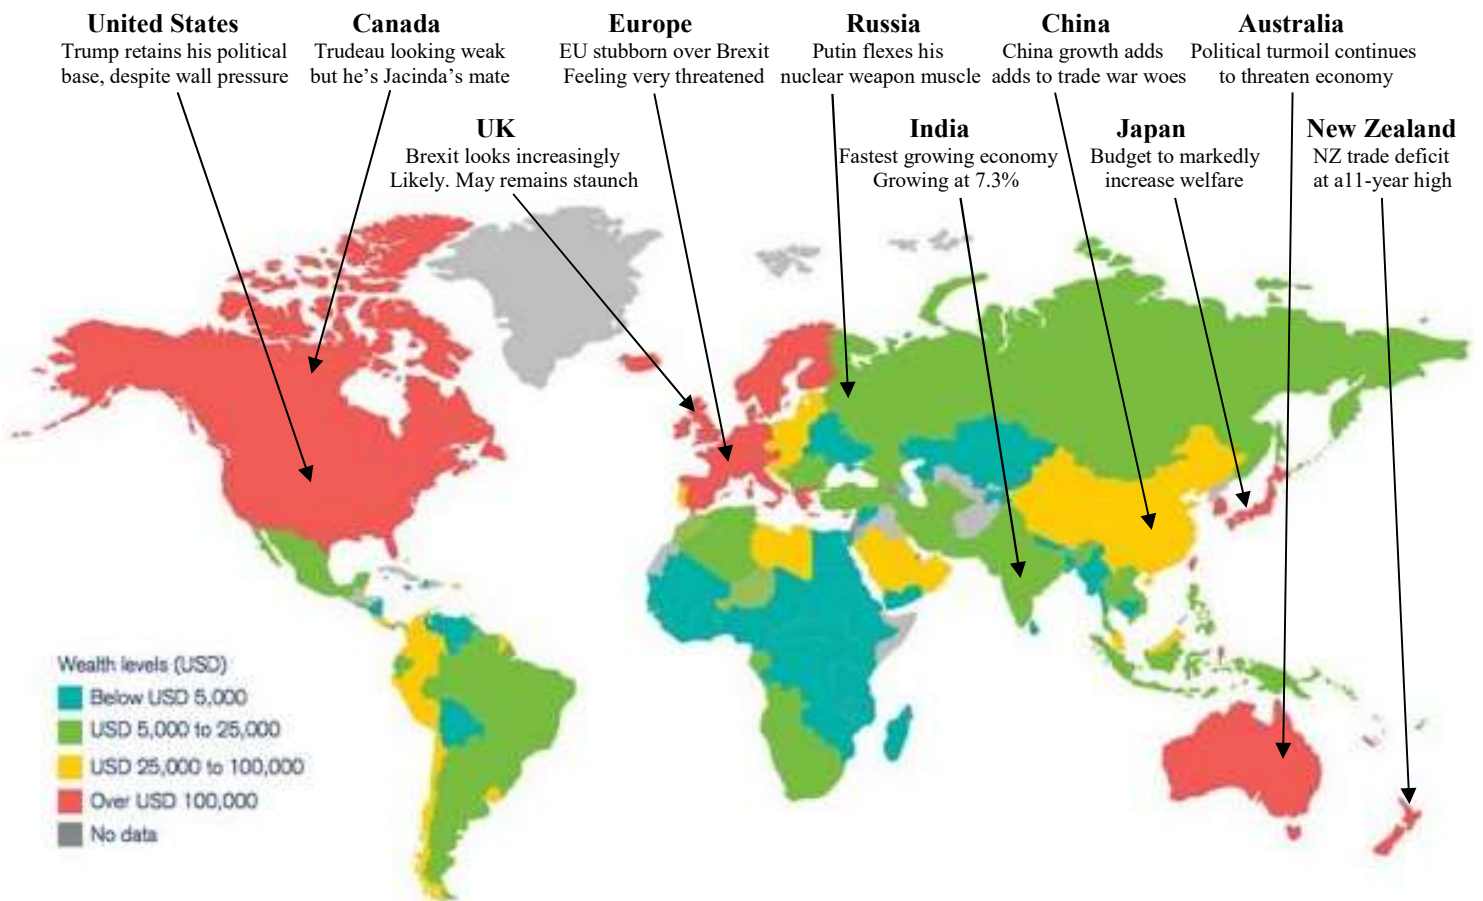 United States
Trump retains his political
base, despite wall pressure
Canada
Trudeau looking weak
but he's Jacinda's mate
Europe
EU stubborn over Brexit
Feeling very threatened
Russia
Putin flexes his
nuclear weapon muscle
China
China growth adds
adds to trade war woes
Australia
Political turmoil continues
to threaten economy
UK
Brexit looks increasingly
Likely. May remains staunch
India
Fastest growing economy
Growing at 7.3%
Japan
Budget to markedly
increase welfare
New Zealand
NZ trade deficit
at a11-year high
Wealth levels (USD)
Below USD 5,000
USD 5,000 to 25,000
USD 25,000 to 100,000
Over USD 100,000
No data